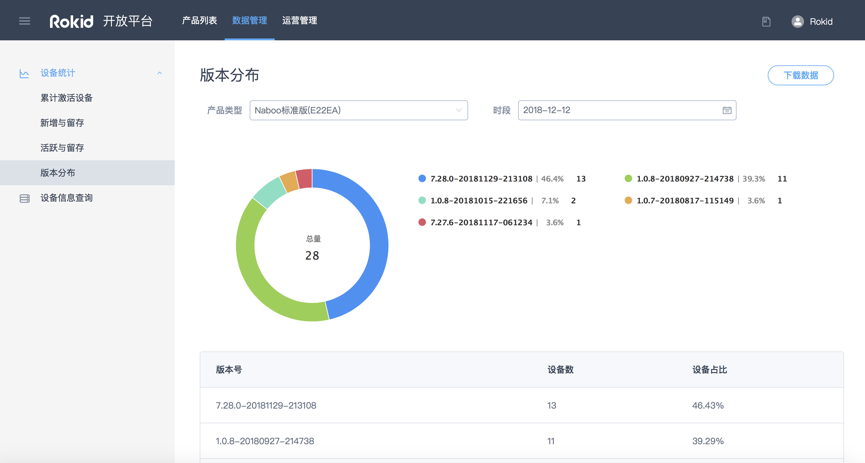 Rokid 开放平台 产品列表 数据管理 运营管理 Rokid
设备统计
累计激活设备
新增与留存
活跃与留存
版本分布
设备信息查询
版本分布 下载数据
产品类型 Naboo标准版(E22EA) 时段 2018-12-12
7.28.0-20181129-213108 | 46.4% 13 1.0.8-20180927-214738 | 39.3% 11
1.0.8-20181015-221656 | 7.1% 2 1.0.7-20180817-115149 | 3.6% 1
7.27.6-20181117-061234 | 3.6% 1
总量
28
版本号 设备数 设备占比
7.28.0-20181129-213108 13 46.43%
1.0.8-20180927-214738 11 39.29%